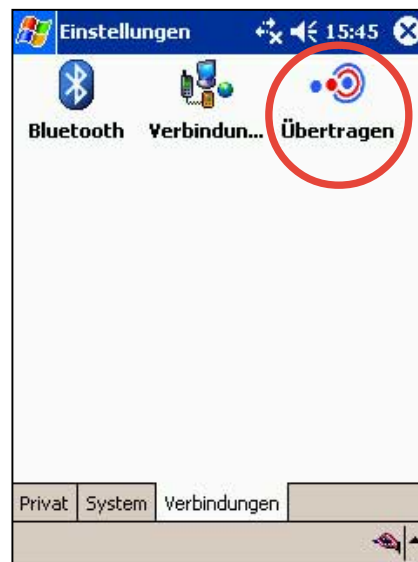 Einstellungen 15:45
Bluetooth Verbindun... Übertragen
Privat System Verbindungen